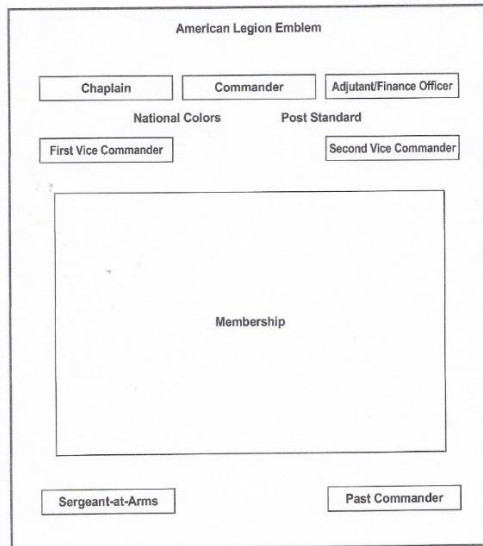 American Legion Emblem
Chaplain Commander Adjutant/Finance Officer
National Colors Post Standard
First Vice Commander Second Vice Commander
Membership
Sergeant-at-Arms Past Commander